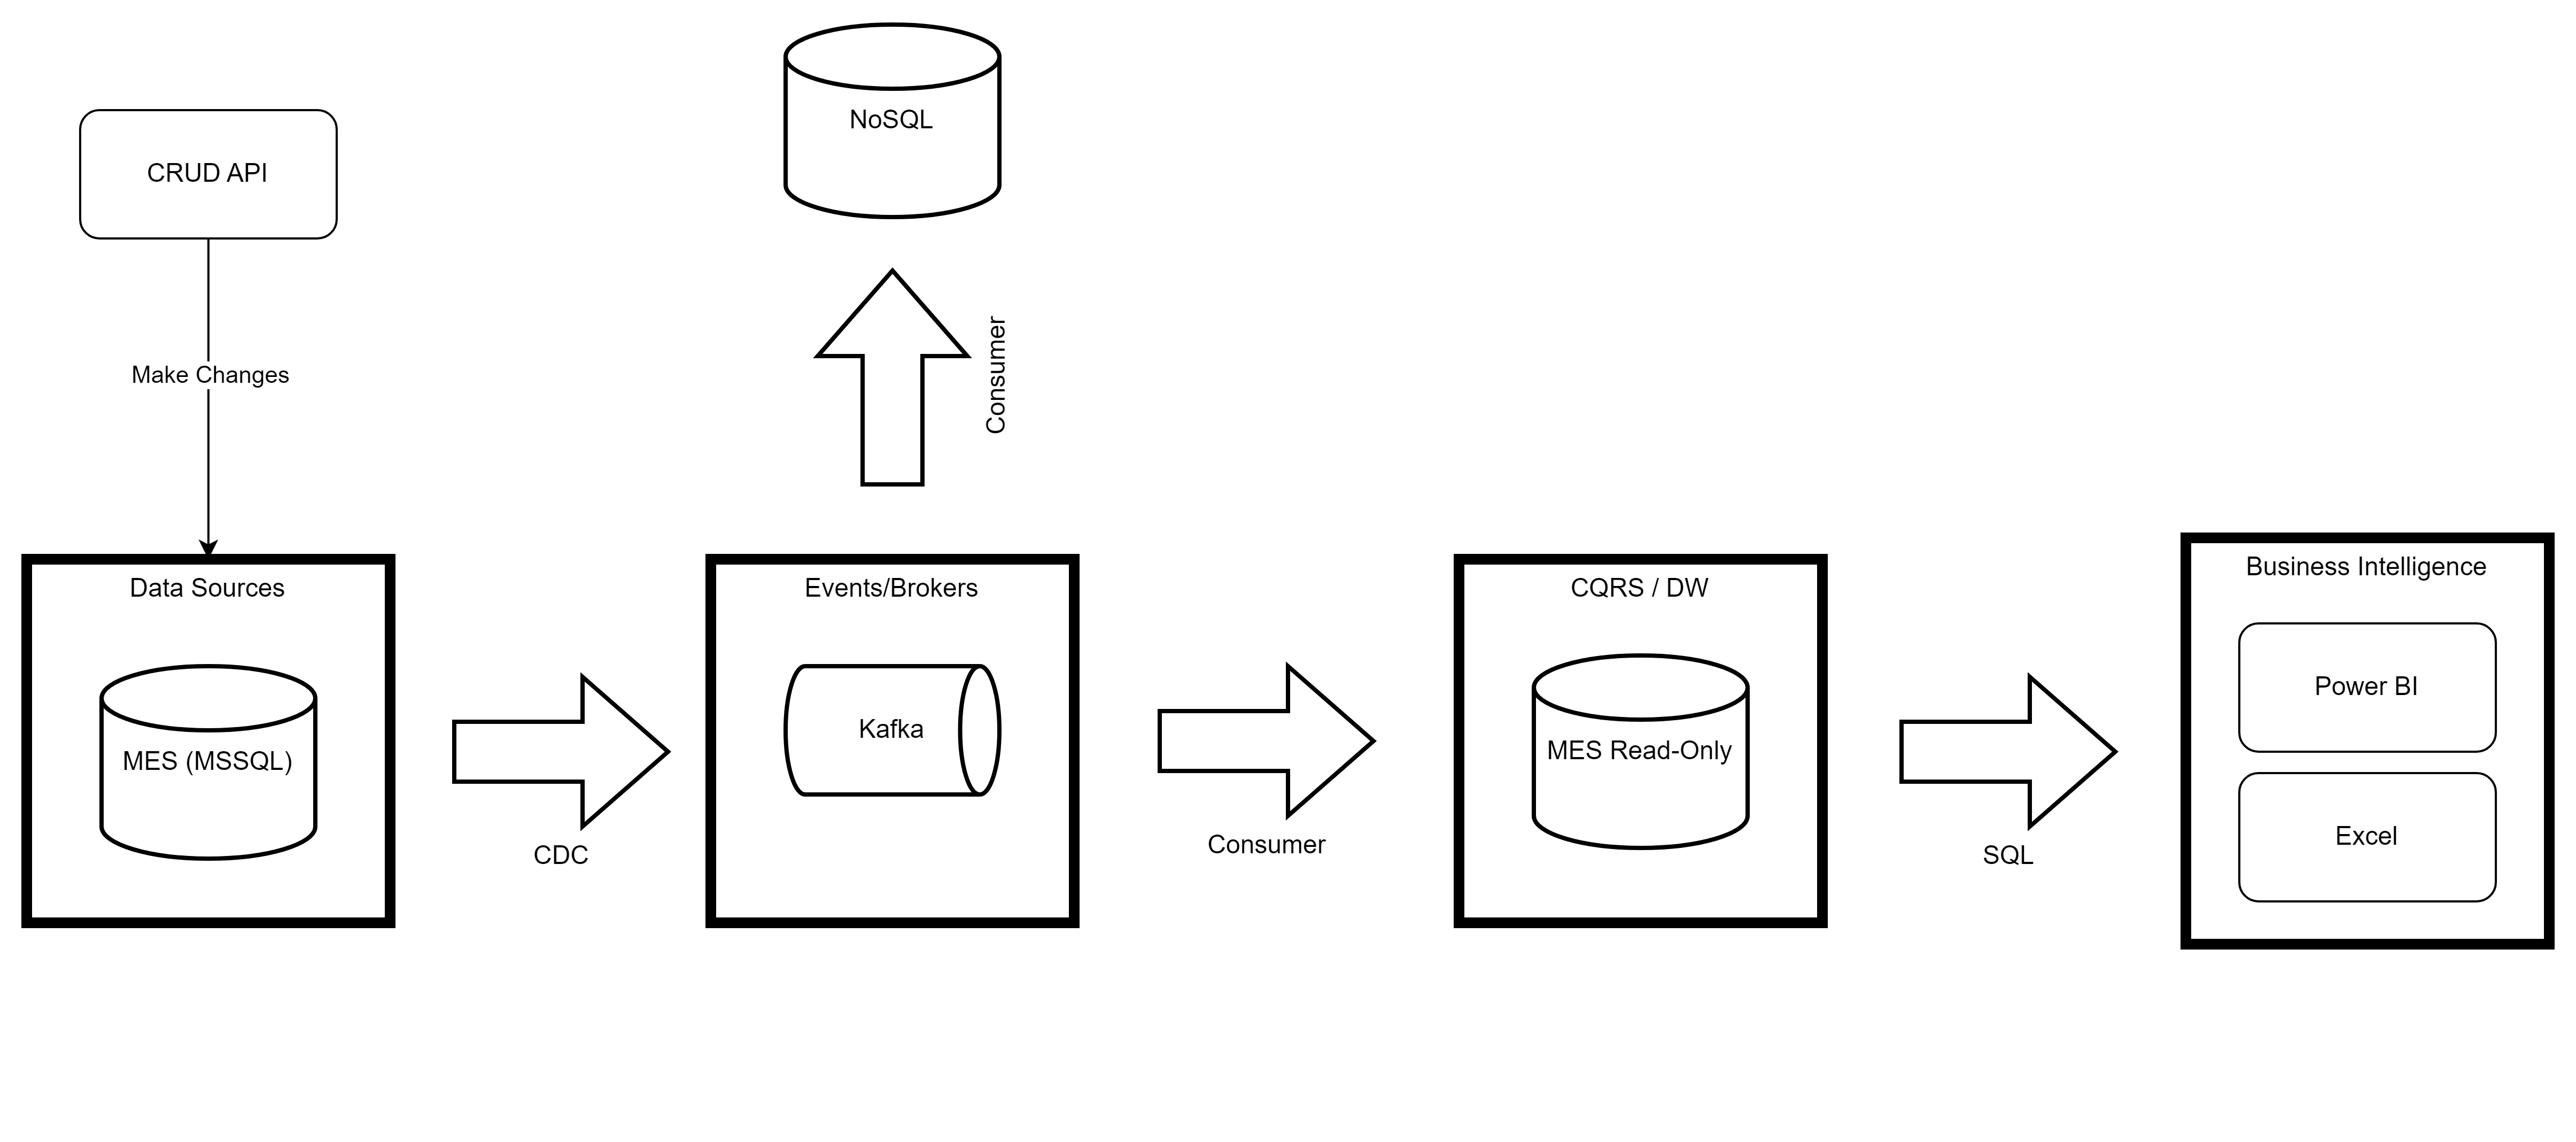 NoSQL
CRUD API
Make Changes
Consumer
Data Sources
MES (MSSQL)
CDC
Events/Brokers
Kafka
Consumer
CQRS / DW
MES Read-Only
SQL
Business Intelligence
Power BI
Excel